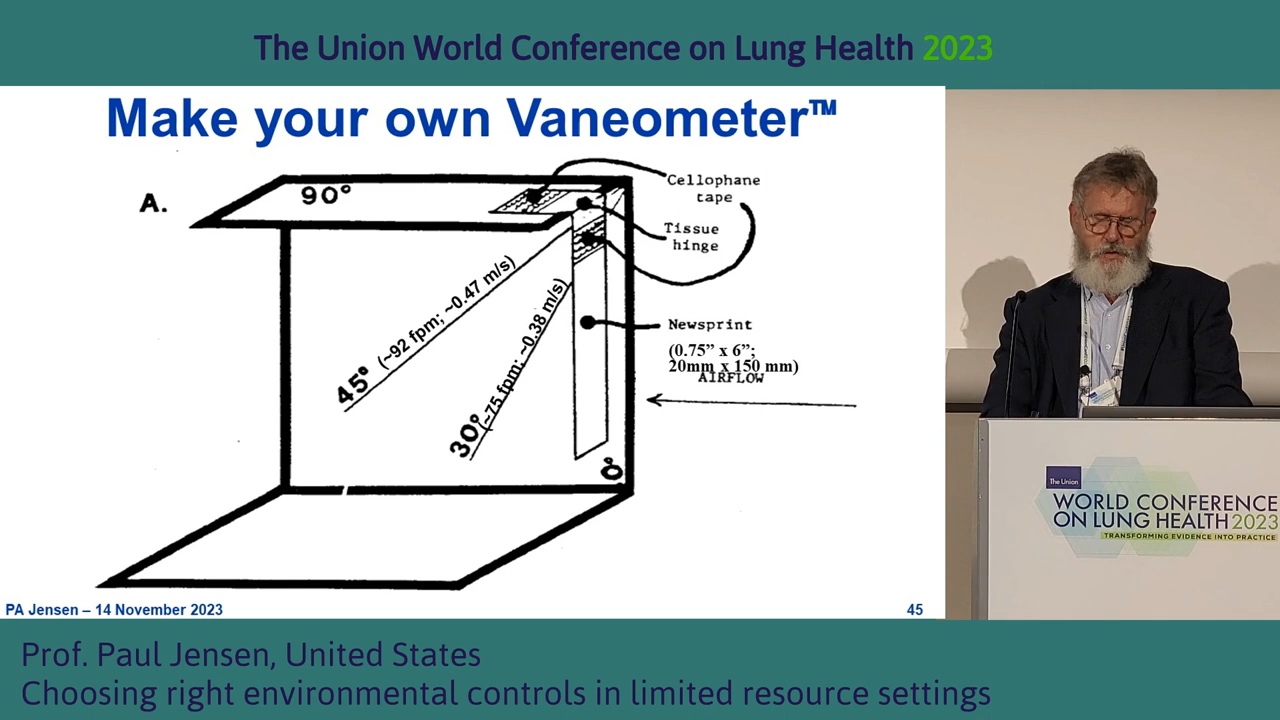 The Union World Conference on Lung Health 2023
Make your own Vaneometer™
A.
90°
Cellophane
tape
Tissue
hinge
45° (~92 fpm; ~0.47 m/s)
30° (~75 fpm; ~0.38 m/s)
Newsprint
(0.75” x 6”;
20mm x 150 mm)
AIRFLOW
0°
PA Jensen – 14 November 2023
45
The Union
WORLD CONFERENCE
ON LUNG HEALTH 2023
TRANSFORMING EVIDENCE INTO PRACTICE
Prof. Paul Jensen, United States
Choosing right environmental controls in limited resource settings